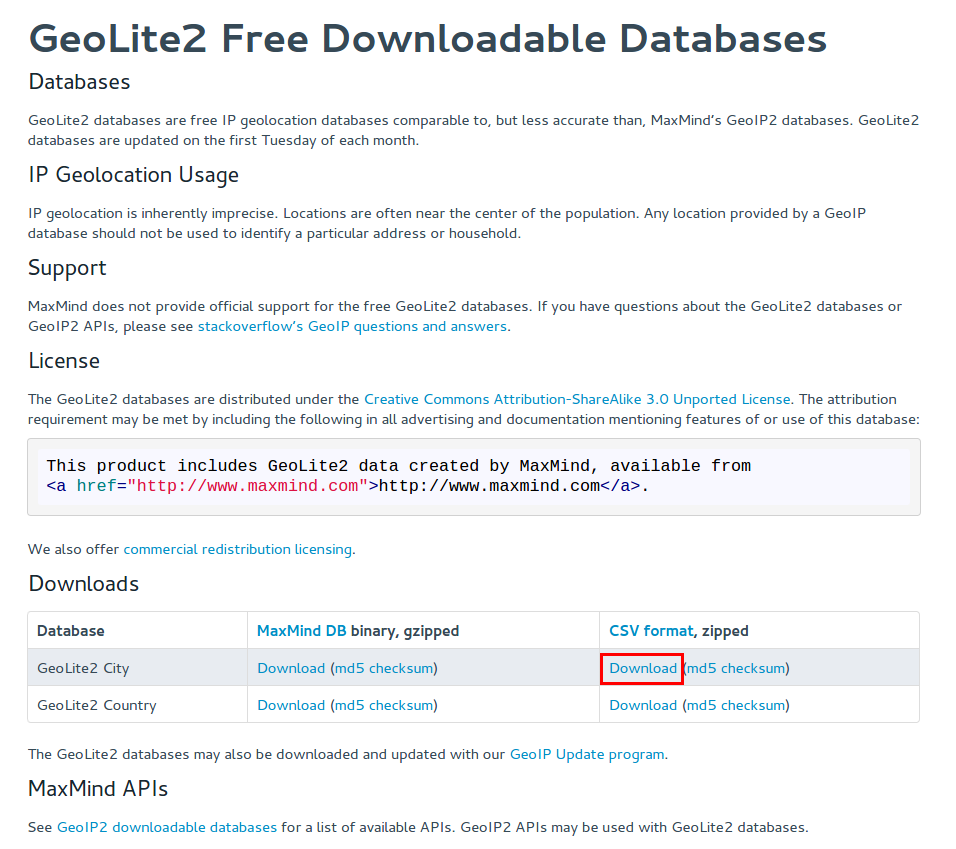 GeoLite2 Free Downloadable Databases
Databases
GeoLite2 databases are free IP geolocation databases comparable to, but less accurate than, MaxMind’s GeoIP2 databases. GeoLite2
databases are updated on the first Tuesday of each month.
IP Geolocation Usage
IP geolocation is inherently imprecise. Locations are often near the center of the population. Any location provided by a GeoIP
database should not be used to identify a particular address or household.
Support
MaxMind does not provide official support for the free GeoLite2 databases. If you have questions about the GeoLite2 databases or
GeoIP2 APIs, please see stackoverflow’s GeoIP questions and answers.
License
The GeoLite2 databases are distributed under the Creative Commons Attribution-ShareAlike 3.0 Unported License. The attribution
requirement may be met by including the following in all advertising and documentation mentioning features of or use of this database:
This product includes GeoLite2 data created by MaxMind, available from
<a href="http://www.maxmind.com">http://www.maxmind.com</a>.
We also offer commercial redistribution licensing.
Downloads
Database MaxMind DB binary, gzipped CSV format, zipped
GeoLite2 City Download (md5 checksum) Download (md5 checksum)
GeoLite2 Country Download (md5 checksum) Download (md5 checksum)
The GeoLite2 databases may also be downloaded and updated with our GeoIP Update program.
MaxMind APIs
See GeoIP2 downloadable databases for a list of available APIs. GeoIP2 APIs may be used with GeoLite2 databases.